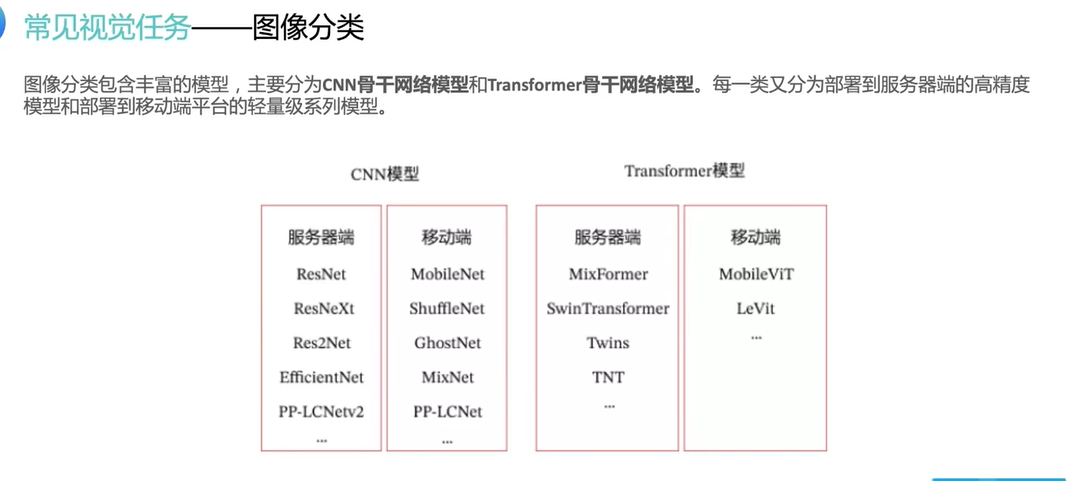 常见视觉任务——图像分类
图像分类包含丰富的模型，主要分为CNN骨干网络模型和Transformer骨干网络模型。每一类又分为部署到服务器端的高精度
模型和部署到移动端平台的轻量级系列模型。
CNN模型
服务器端
ResNet
ResNeXt
Res2Net
EfficientNet
PP-LCNetv2
...
移动端
MobileNet
ShuffleNet
GhostNet
MixNet
PP-LCNet
...
Transformer模型
服务器端
MixFormer
SwinTransformer
Twins
TNT
...
移动端
MobileViT
LeVit
...